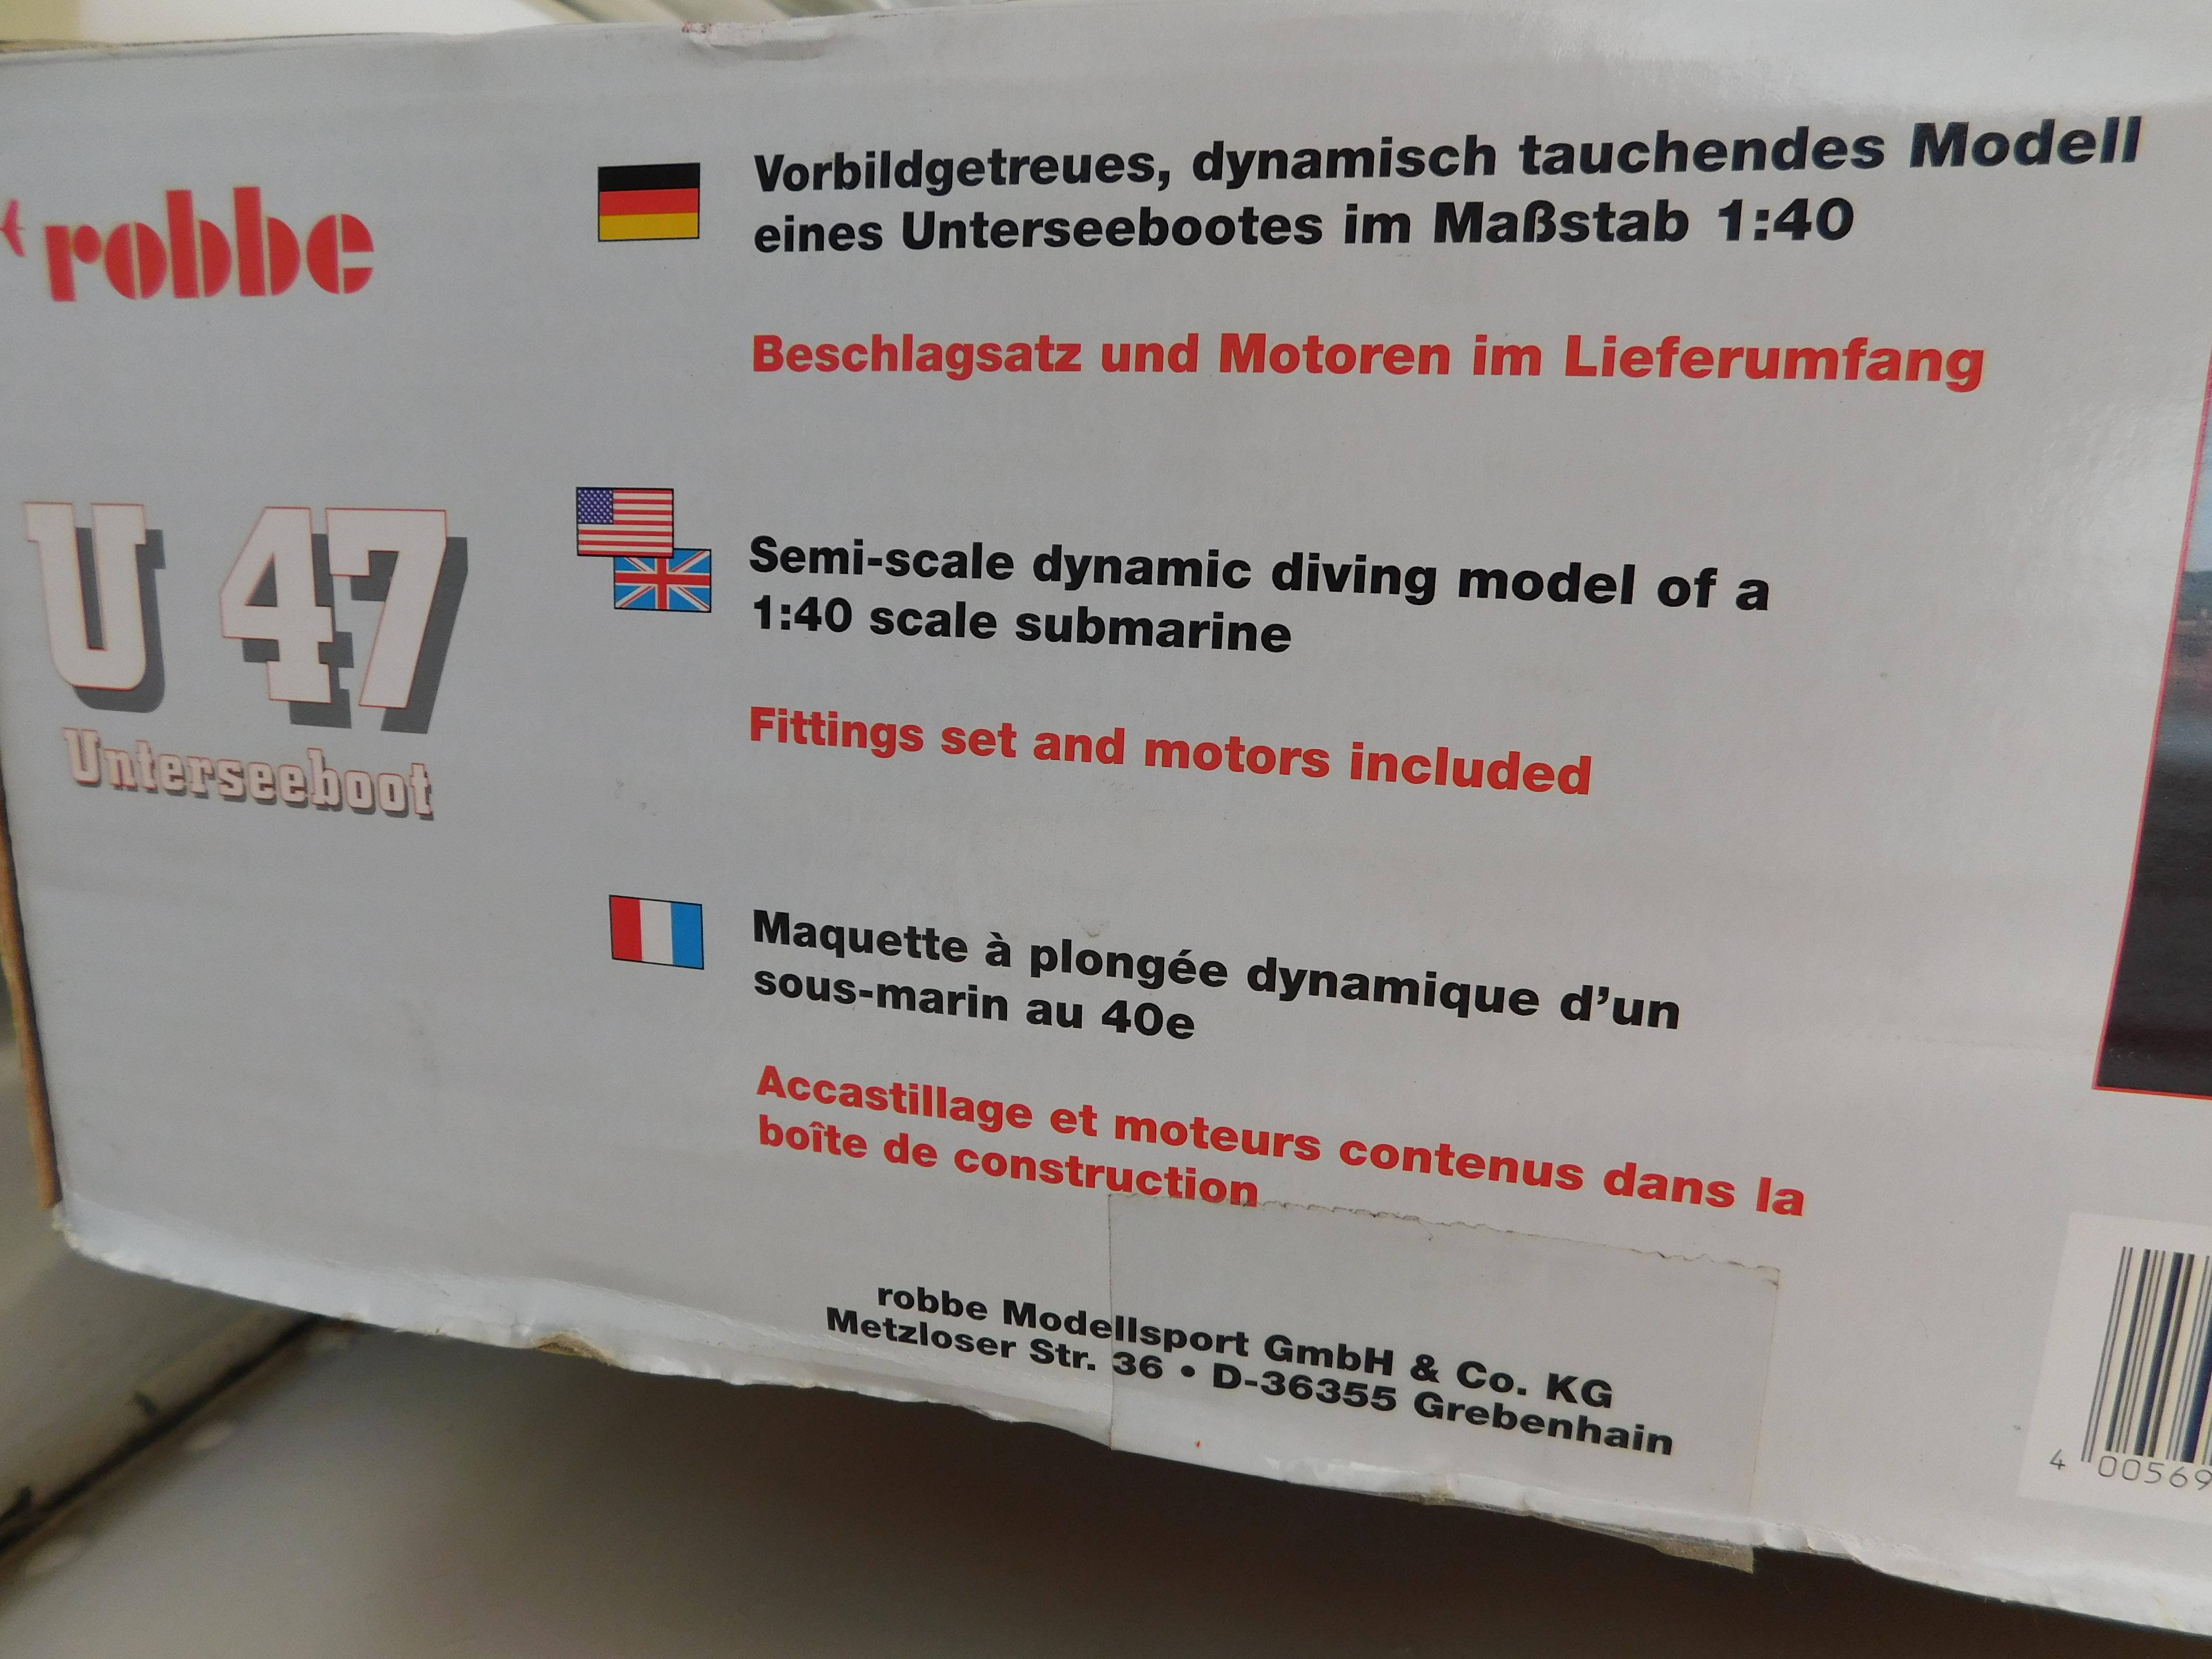 robbe
U 47
Unterseeboot
Vorbildgetreues, dynamisch tauchendes Modell
eines Unterseebootes im Maßstab 1:40
Beschlagsatz und Motoren im Lieferumfang
Semi-scale dynamic diving model of a
1:40 scale submarine
Fittings set and motors included
Maquette à plongée dynamique d'un
sous-marin au 40e
Accastillage et moteurs contenus dans la
boîte de construction
robbe Modellsport GmbH & Co. KG
Metzloser Str. 36 • D-36355 Grebenhain
4 00569